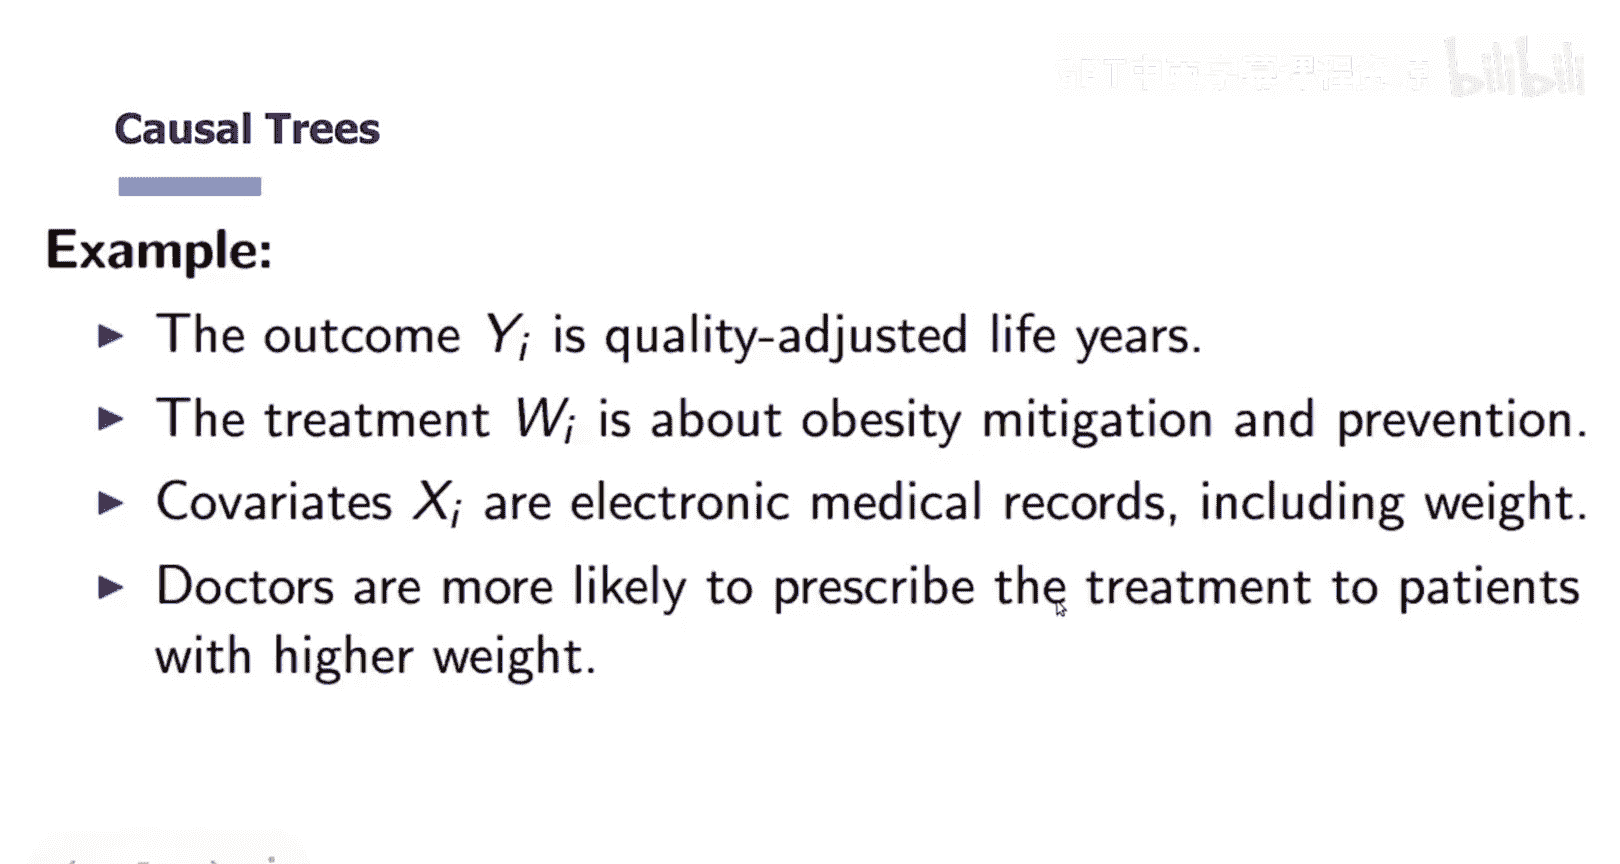 bilibili
Causal Trees
Example:
▶ The outcome Yᵢ is quality-adjusted life years.
▶ The treatment Wᵢ is about obesity mitigation and prevention.
▶ Covariates Xᵢ are electronic medical records, including weight.
▶ Doctors are more likely to prescribe the treatment to patients
with higher weight.